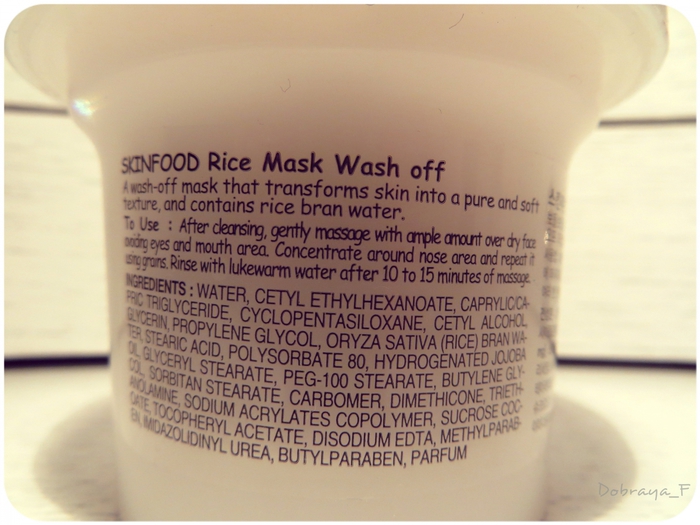 SKINFOOD Rice Mask Wash off
A wash-off mask that transforms skin into a pure and soft
texture, and contains rice bran water.
To Use : After cleansing, gently massage with ample amount over dry face
avoiding eyes and mouth area. Concentrate around nose area and repeat it
using grains. Rinse with lukewarm water after 10 to 15 minutes of massage.
INGREDIENTS : WATER, CETYL ETHYLHEXANOATE, CAPRYLIC/CA-
PRIC TRIGLYCERIDE, CYCLOPENTASILOXANE, CETYL ALCOHOL,
GLYCERIN, PROPYLENE GLYCOL, ORYZA SATIVA (RICE) BRAN WA-
TER, STEARIC ACID, POLYSORBATE 80, HYDROGENATED JOJOBA
OIL, GLYCERYL STEARATE, PEG-100 STEARATE, BUTYLENE GLY-
COL, SORBITAN STEARATE, CARBOMER, DIMETHICONE, TRIETH-
ANOLAMINE, SODIUM ACRYLATES COPOLYMER, SUCROSE COC-
OATE, TOCOPHERYL ACETATE, DISODIUM EDTA, METHYLPARAB-
EN, IMIDAZOLIDINYL UREA, BUTYLPARABEN, PARFUM
Dobraya_F